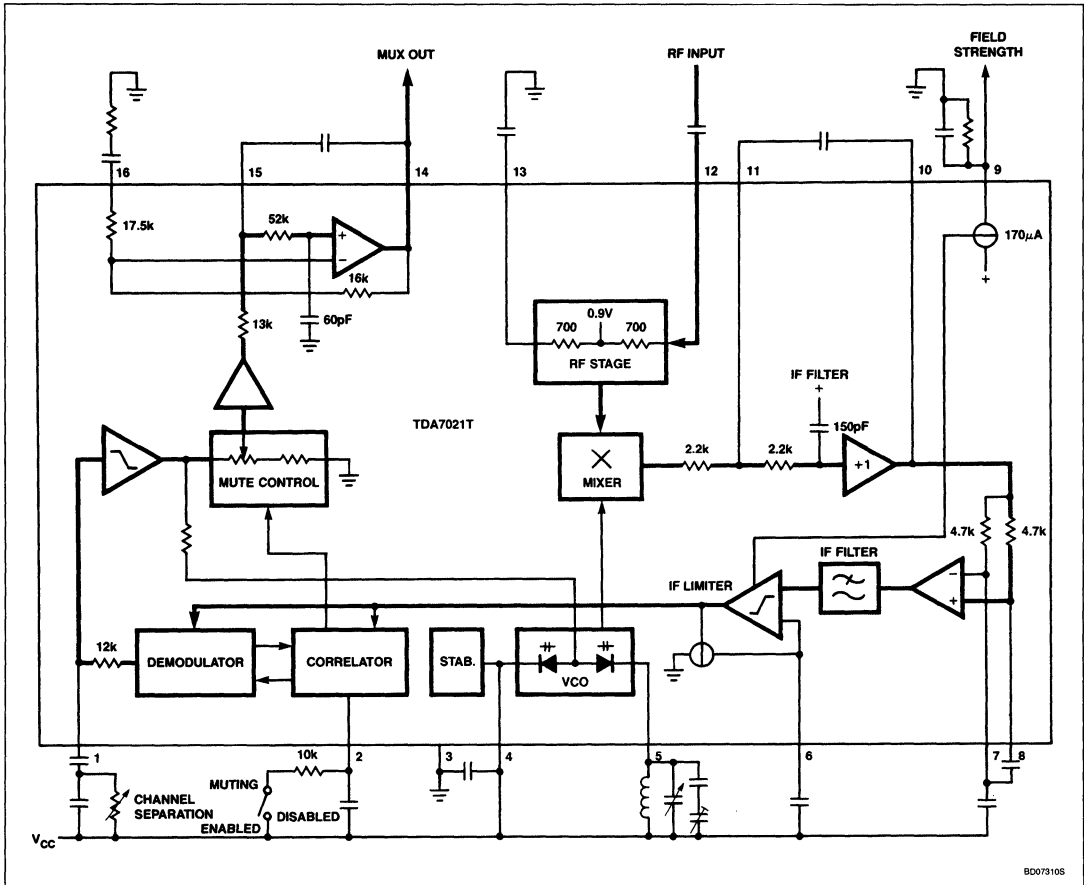 FIELD
STRENGTH
MUX OUT
RF INPUT
16
15
14
13
12
11
10
9
17.5k
52k
+
−
16k
13k
60pF
170µA
+
0.9V
700
700
RF STAGE
IF FILTER
+
150pF
TDA7021T
2.2k
2.2k
+1
MIXER
MUTE CONTROL
4.7k
4.7k
IF FILTER
IF LIMITER
−
+
12k
DEMODULATOR
CORRELATOR
STAB.
VCO
1
2
3
4
5
6
7
8
10k
MUTING
CHANNEL
SEPARATION
ENABLED
DISABLED
VCC
BD07310S